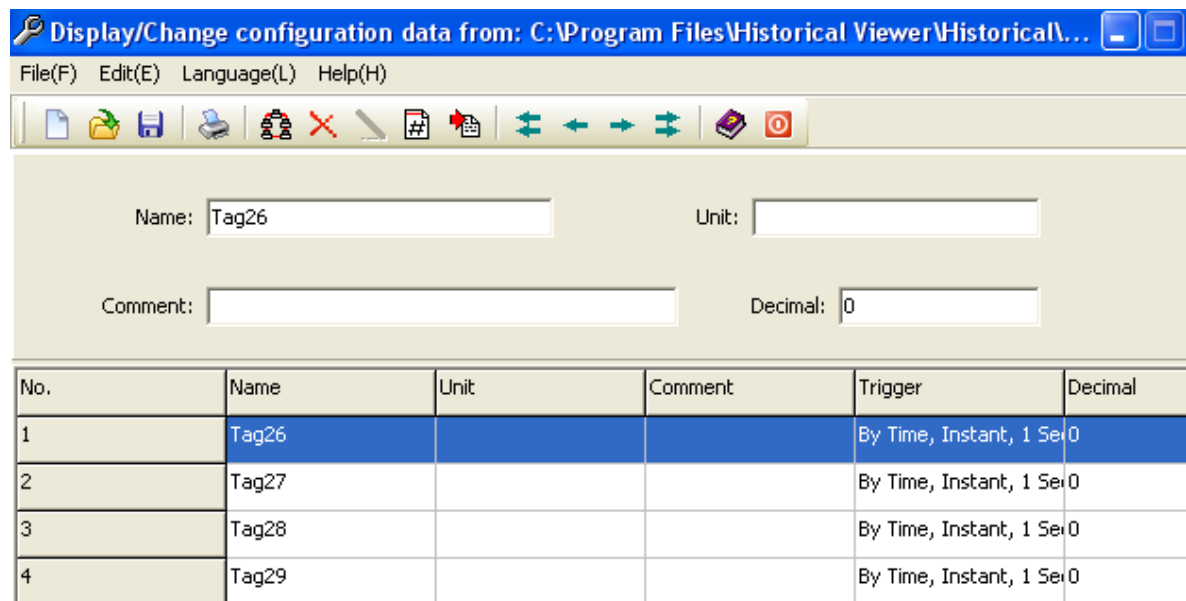 Display/Change configuration data from: C:\Program Files\Historical Viewer\Historical\...
File(F) Edit(E) Language(L) Help(H)
Name: Tag26 Unit:
Comment: Decimal: 0
No. Name Unit Comment Trigger Decimal
1 Tag26 By Time, Instant, 1 Se 0
2 Tag27 By Time, Instant, 1 Se 0
3 Tag28 By Time, Instant, 1 Se 0
4 Tag29 By Time, Instant, 1 Se 0